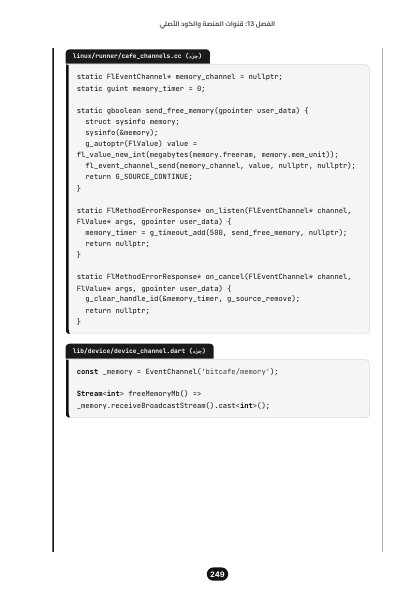 الفصل 13: قنوات المنصة والكود الأصلي
linux/runner/cafe_channels.cc (جزء)
static FlEventChannel* memory_channel = nullptr;
static guint memory_timer = 0;
static gboolean send_free_memory(gpointer user_data) {
  struct sysinfo memory;
  sysinfo(&memory);
  g_autoptr(FlValue) value =
fl_value_new_int(megabytes(memory.freeram, memory.mem_unit));
  fl_event_channel_send(memory_channel, value, nullptr, nullptr);
  return G_SOURCE_CONTINUE;
}
static FlMethodErrorResponse* on_listen(FlEventChannel* channel,
FlValue* args, gpointer user_data) {
  memory_timer = g_timeout_add(500, send_free_memory, nullptr);
  return nullptr;
}
static FlMethodErrorResponse* on_cancel(FlEventChannel* channel,
FlValue* args, gpointer user_data) {
  g_clear_handle_id(&memory_timer, g_source_remove);
  return nullptr;
}
lib/device/device_channel.dart (جزء)
const _memory = EventChannel('bitcafe/memory');
Stream<int> freeMemoryMb() =>
_memory.receiveBroadcastStream().cast<int>();
249